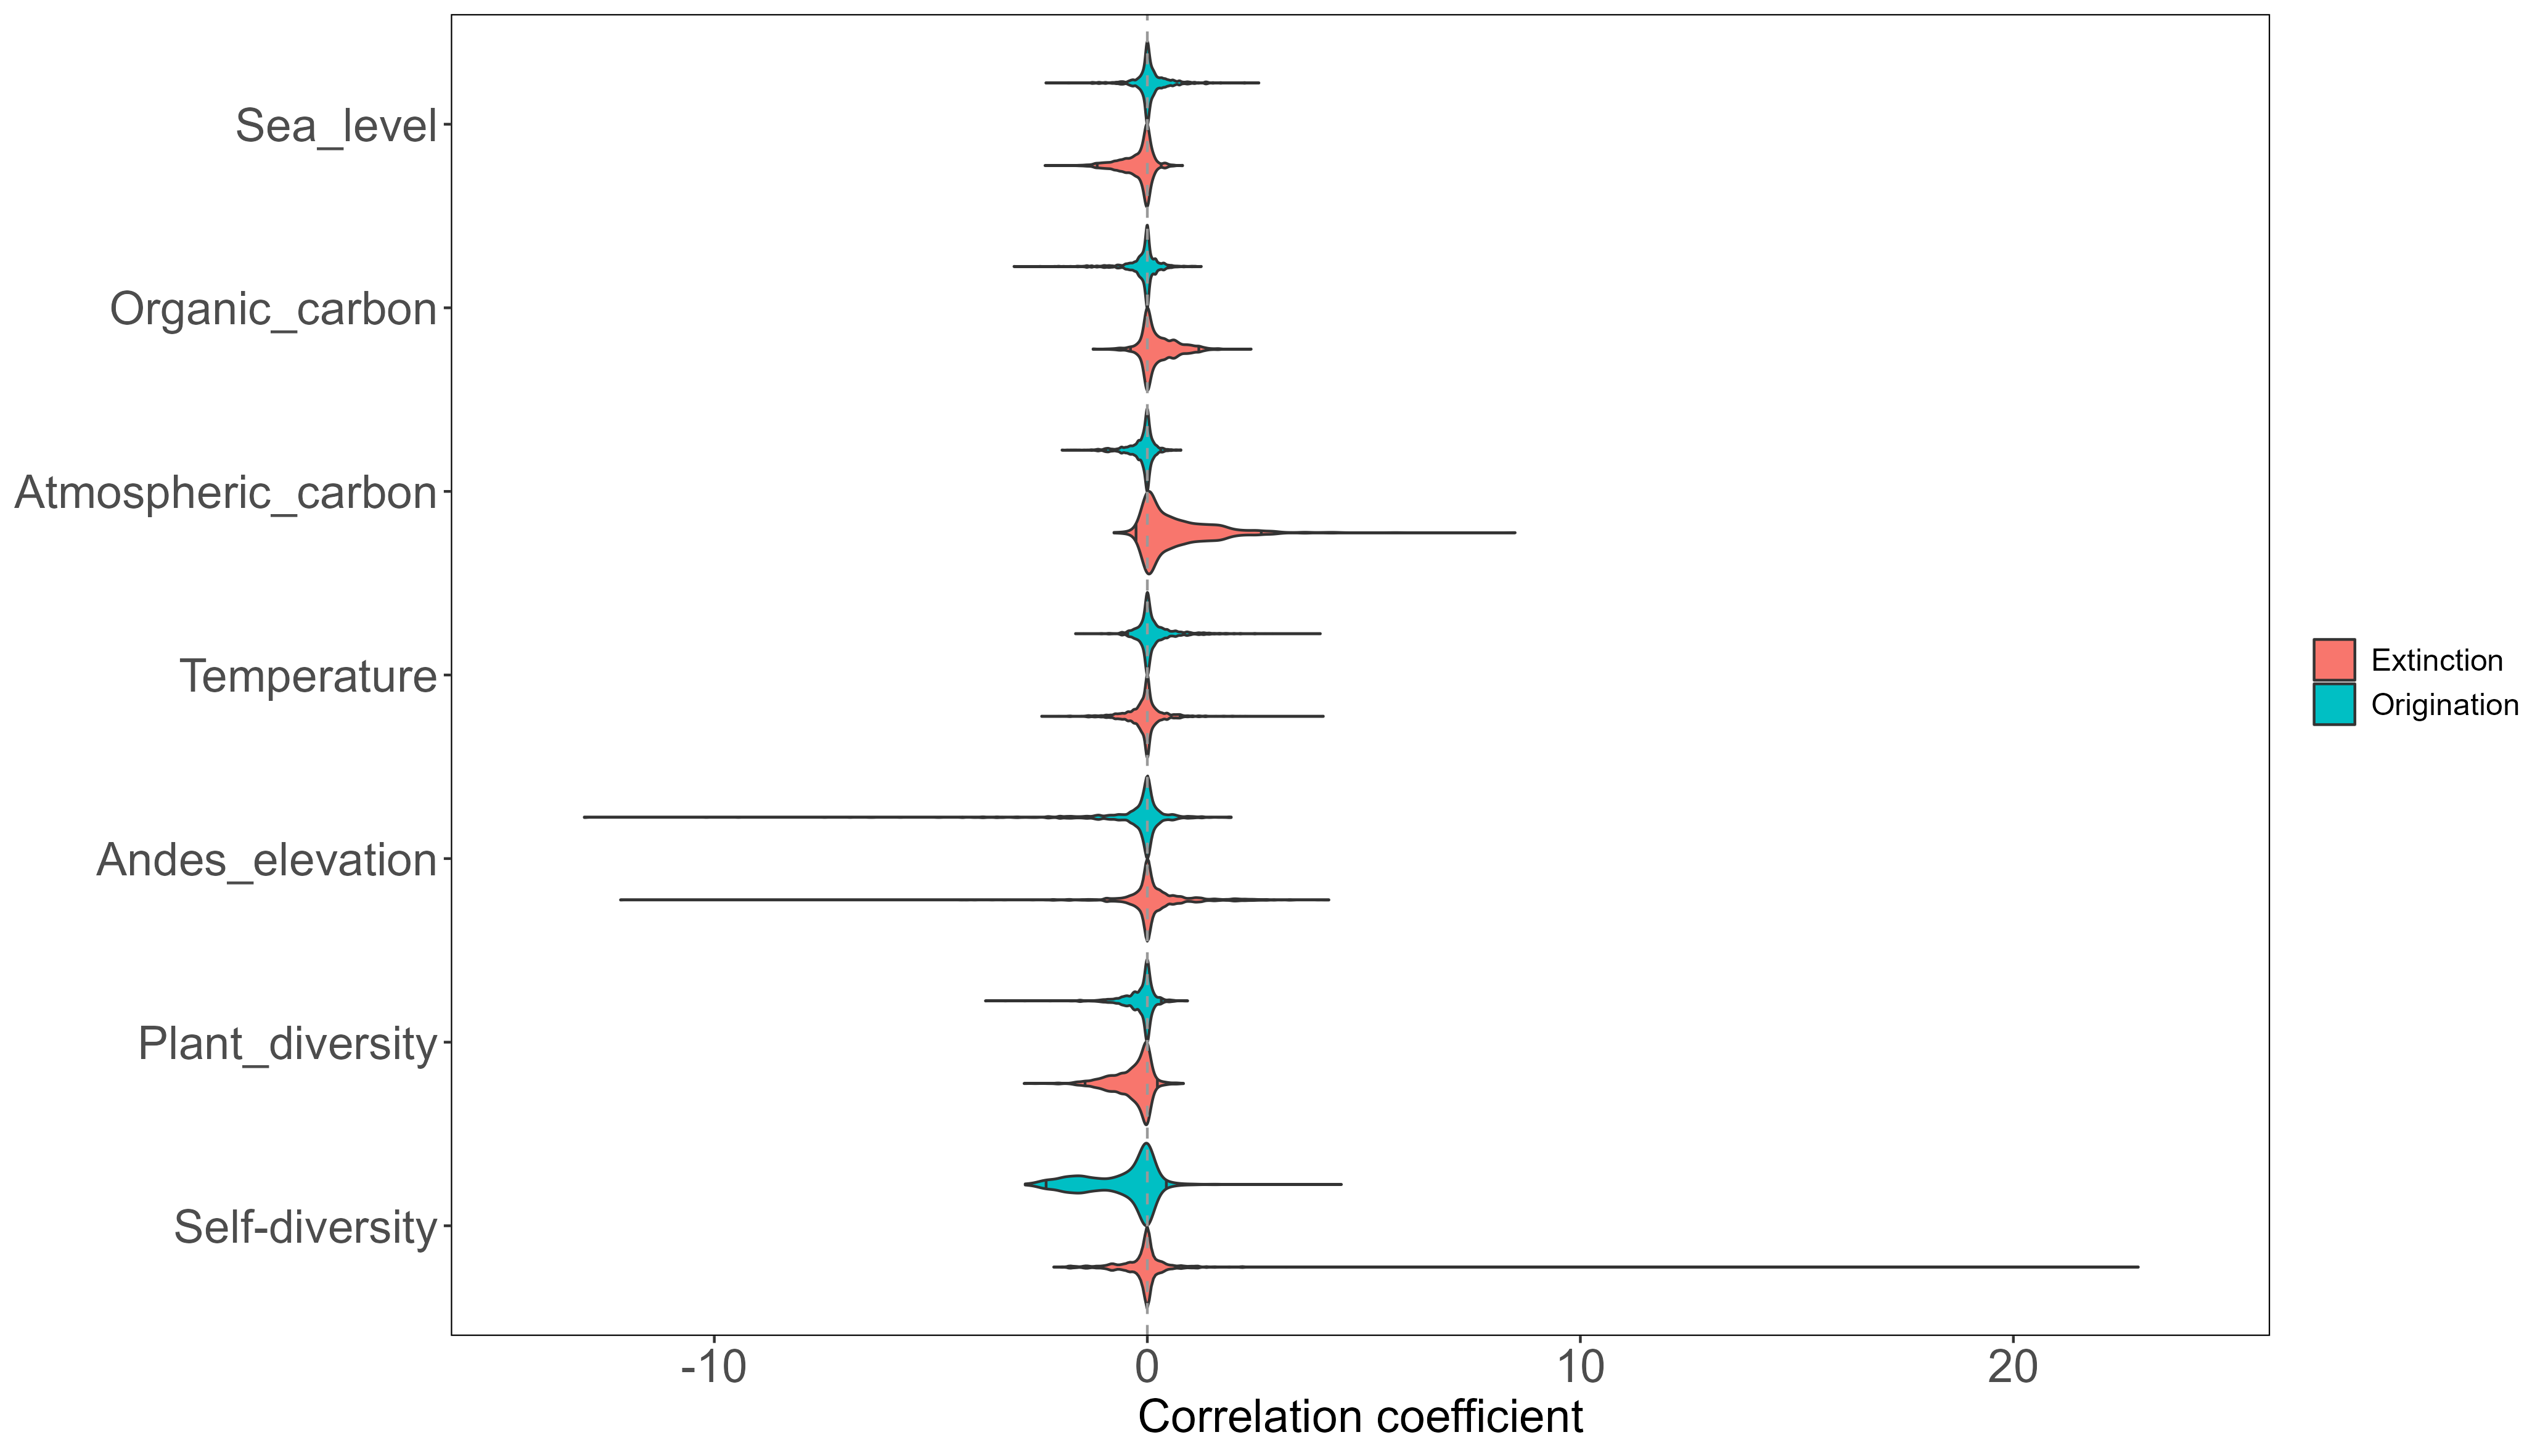 Sea_level
Organic_carbon
Atmospheric_carbon
Temperature
Andes_elevation
Plant_diversity
Self-diversity
-10 0 10 20
Correlation coefficient
Extinction
Origination